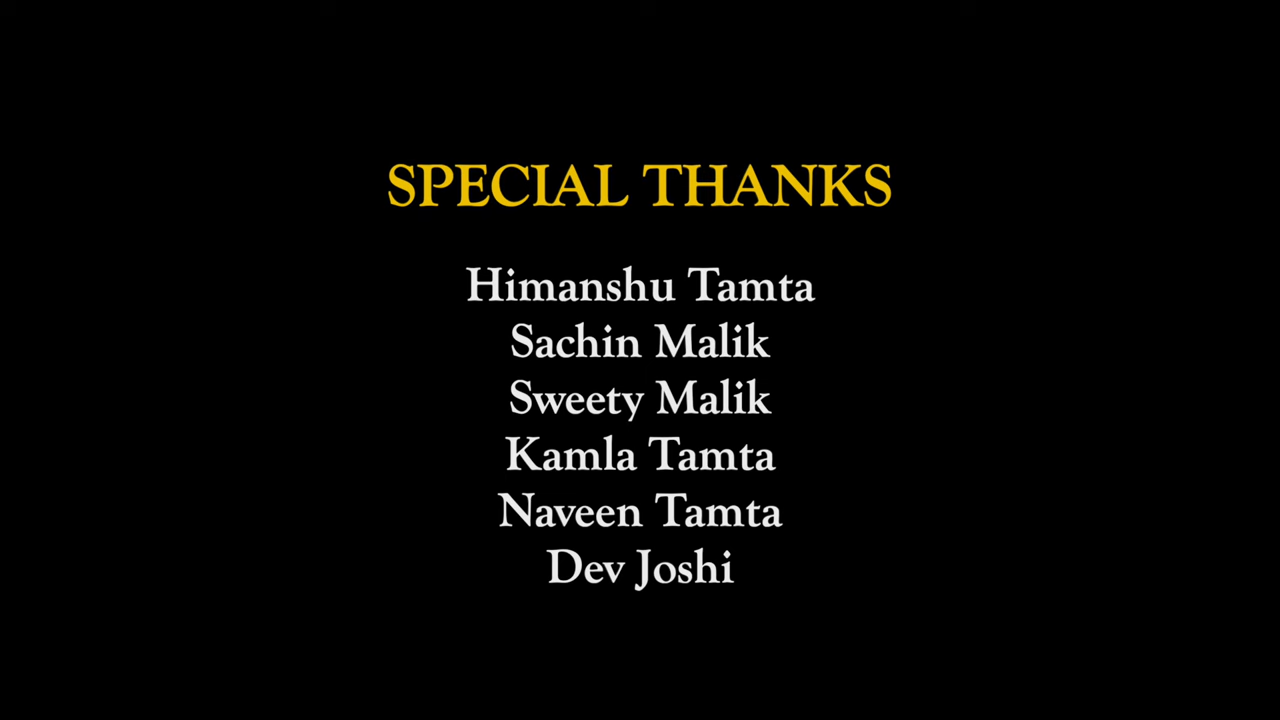 SPECIAL THANKS
Himanshu Tamta
Sachin Malik
Sweety Malik
Kamla Tamta
Naveen Tamta
Dev Joshi